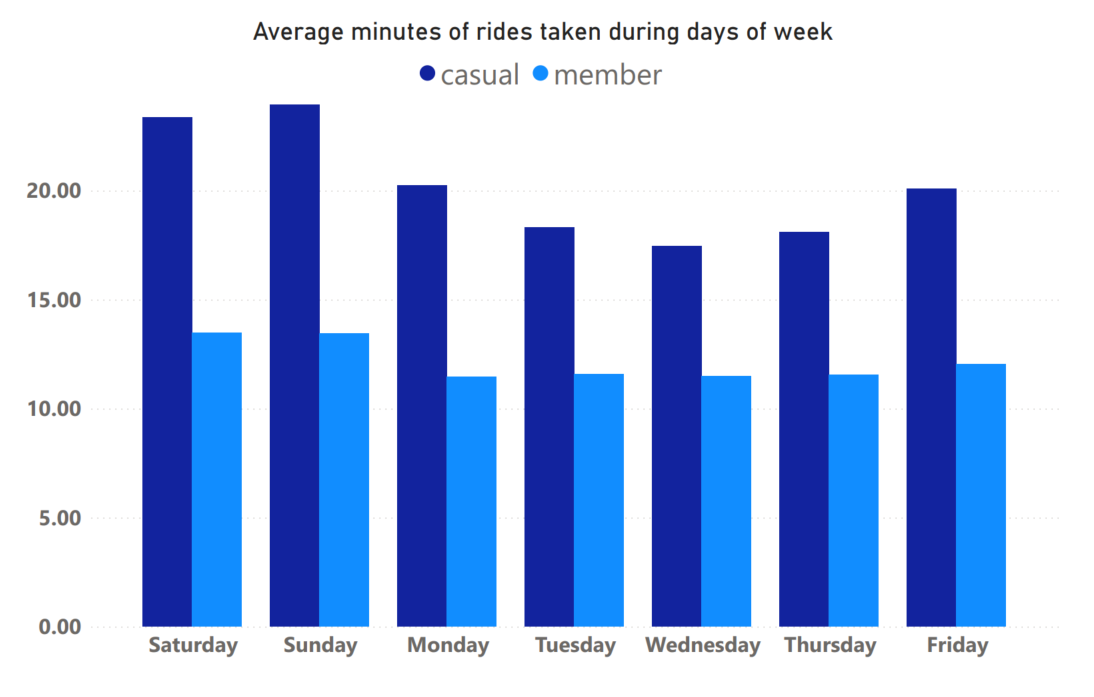 Average minutes of rides taken during days of week
casual member
20.00
15.00
10.00
5.00
0.00
Saturday Sunday Monday Tuesday Wednesday Thursday Friday